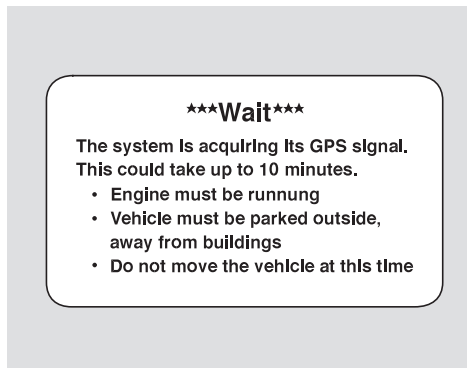 ***Wait***
The system is acquiring its GPS signal.
This could take up to 10 minutes.
• Engine must be runnung
• Vehicle must be parked outside,
away from buildings
• Do not move the vehicle at this time